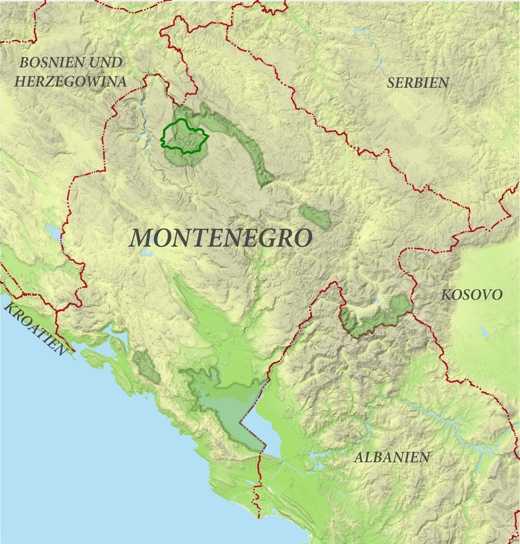 BOSNIEN UND
HERZEGOWINA
SERBIEN
MONTENEGRO
KOSOVO
KROATIEN
ALBANIEN